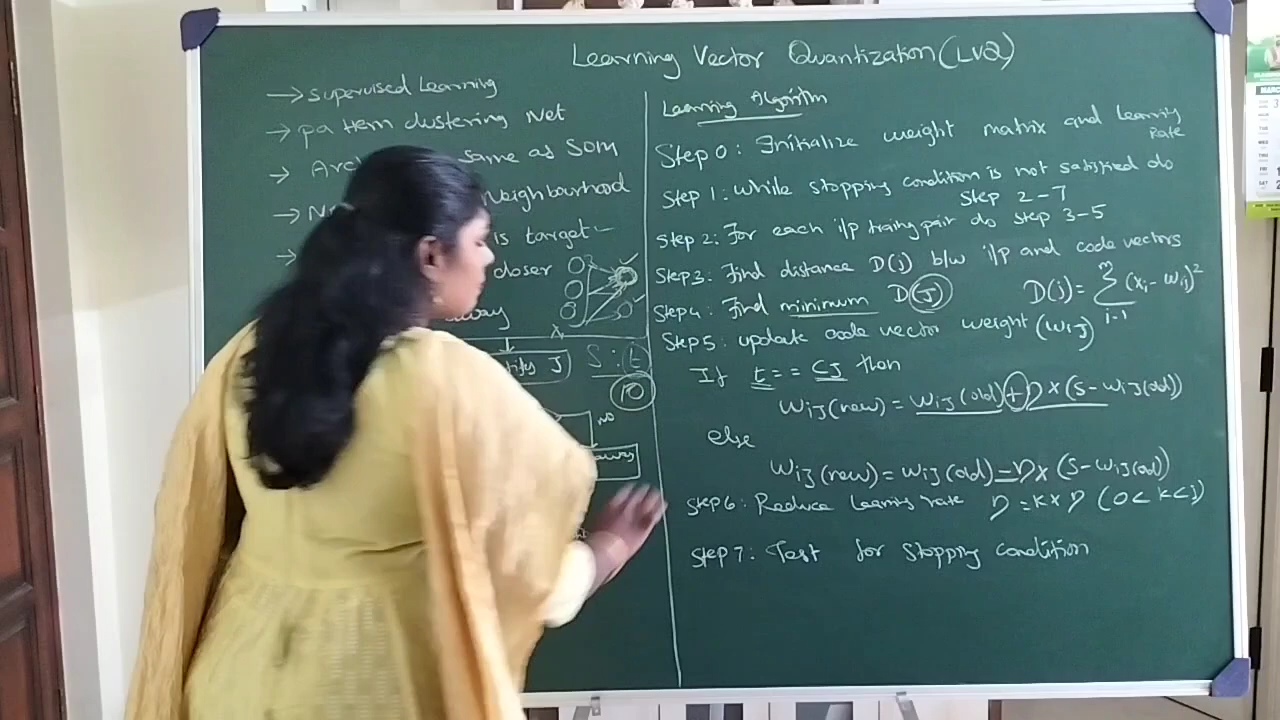 Learning Vector Quantization (LVQ)
→ supervised Learning
→ pattern clustering Net
→ same as SOM
→ Neighbourhood
→ is target
closer
away
J
S : t
10
NO
Learning Algorithm
Step 0 : Initialize weight matrix and learning
Rate
Step 1 : while stopping condition is not satisfied do
Step 2-7
Step 2 : For each i/p traing pair do step 3-5
Step 3 : Find distance D(j) b/w i/p and code vectors
Step 4 : Find minimum D(J)
D(j) = m Σ i=1 (xi - wij)²
Step 5 : update code vector weight (wiJ)
If t == CJ then
wiJ(new) = wiJ(old) + η × (S - wiJ(old))
else
wiJ(new) = wiJ(old) - η × (S - wiJ(old))
Step 6 : Reduce learning rate η = K × η (0 < K < 1)
Step 7 : Test for stopping condition